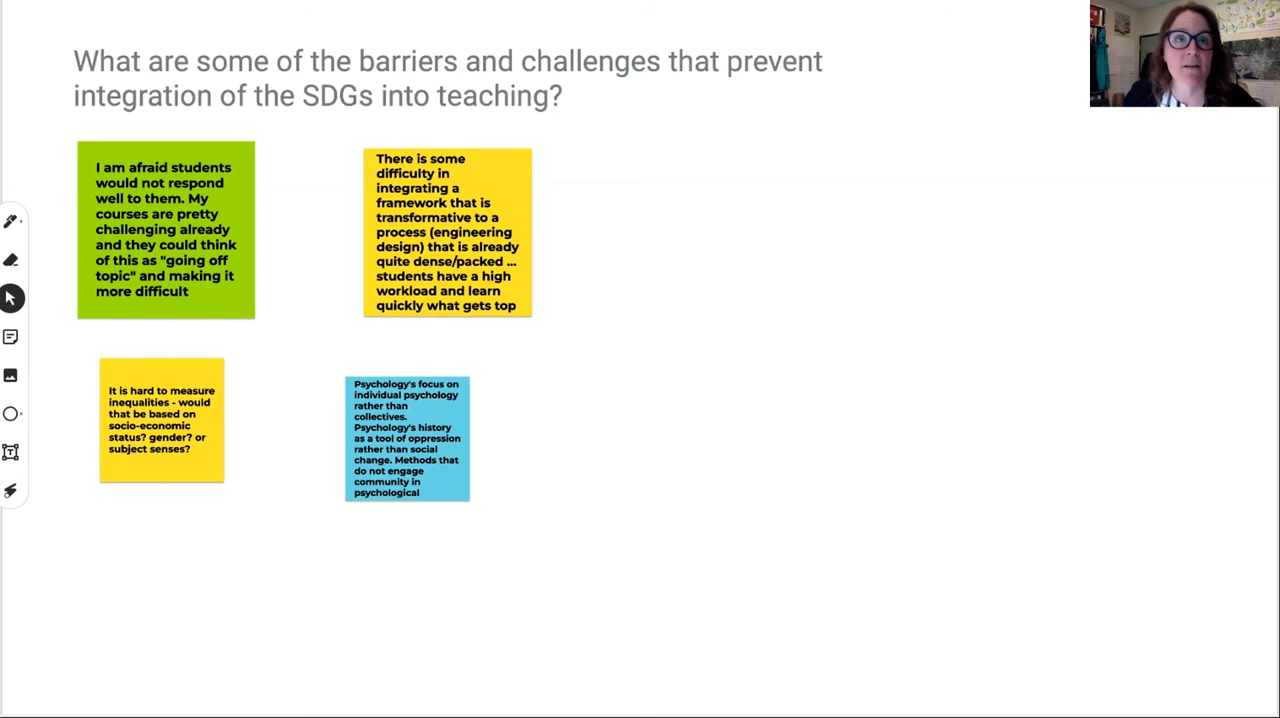 What are some of the barriers and challenges that prevent
integration of the SDGs into teaching?
I am afraid students
would not respond
well to them. My
courses are pretty
challenging already
and they could think
of this as "going off
topic" and making it
more difficult
There is some
difficulty in
integrating a
framework that is
transformative to a
process (engineering
design) that is already
quite dense/packed ...
students have a high
workload and learn
quickly what gets top
It is hard to measure
inequalities - would
that be based on
socio-economic
status? gender? or
subject senses?
Psychology's focus on
individual psychology
rather than
collectives.
Psychology's history
as a tool of oppression
rather than social
change. Methods that
do not engage
community in
psychological